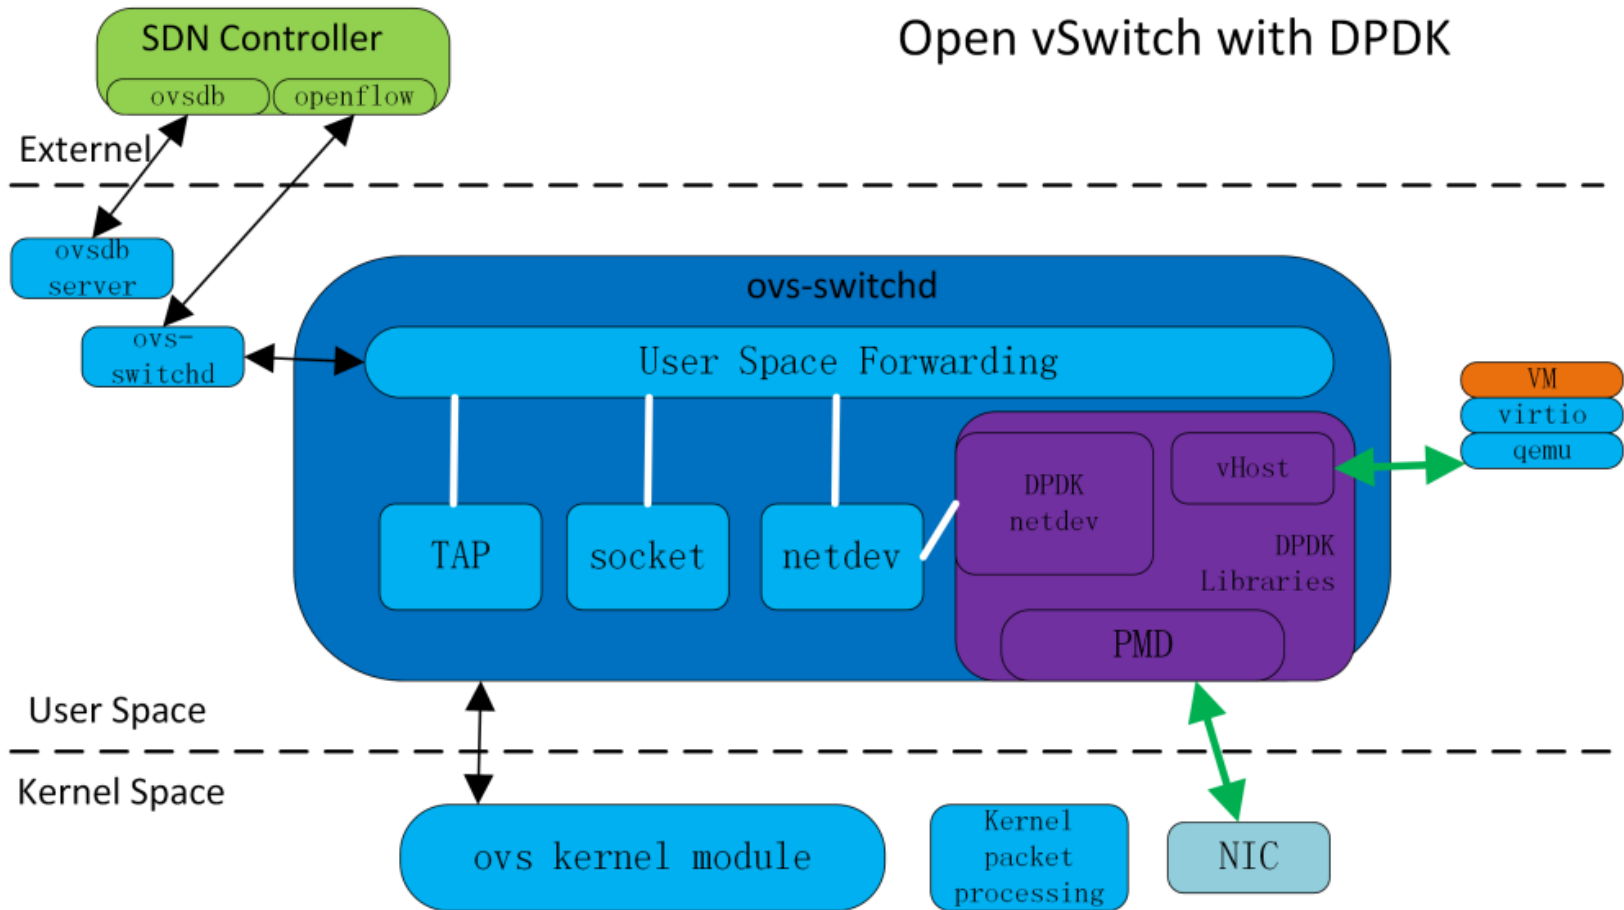 SDN Controller
Open vSwitch with DPDK
ovsdb
openflow
Externel
ovsdb
server
ovs-switchd
ovs-
switchd
User Space Forwarding
VM
virtio
qemu
vHost
DPDK
netdev
TAP
socket
netdev
DPDK
Libraries
PMD
User Space
Kernel Space
ovs kernel module
Kernel
packet
processing
NIC